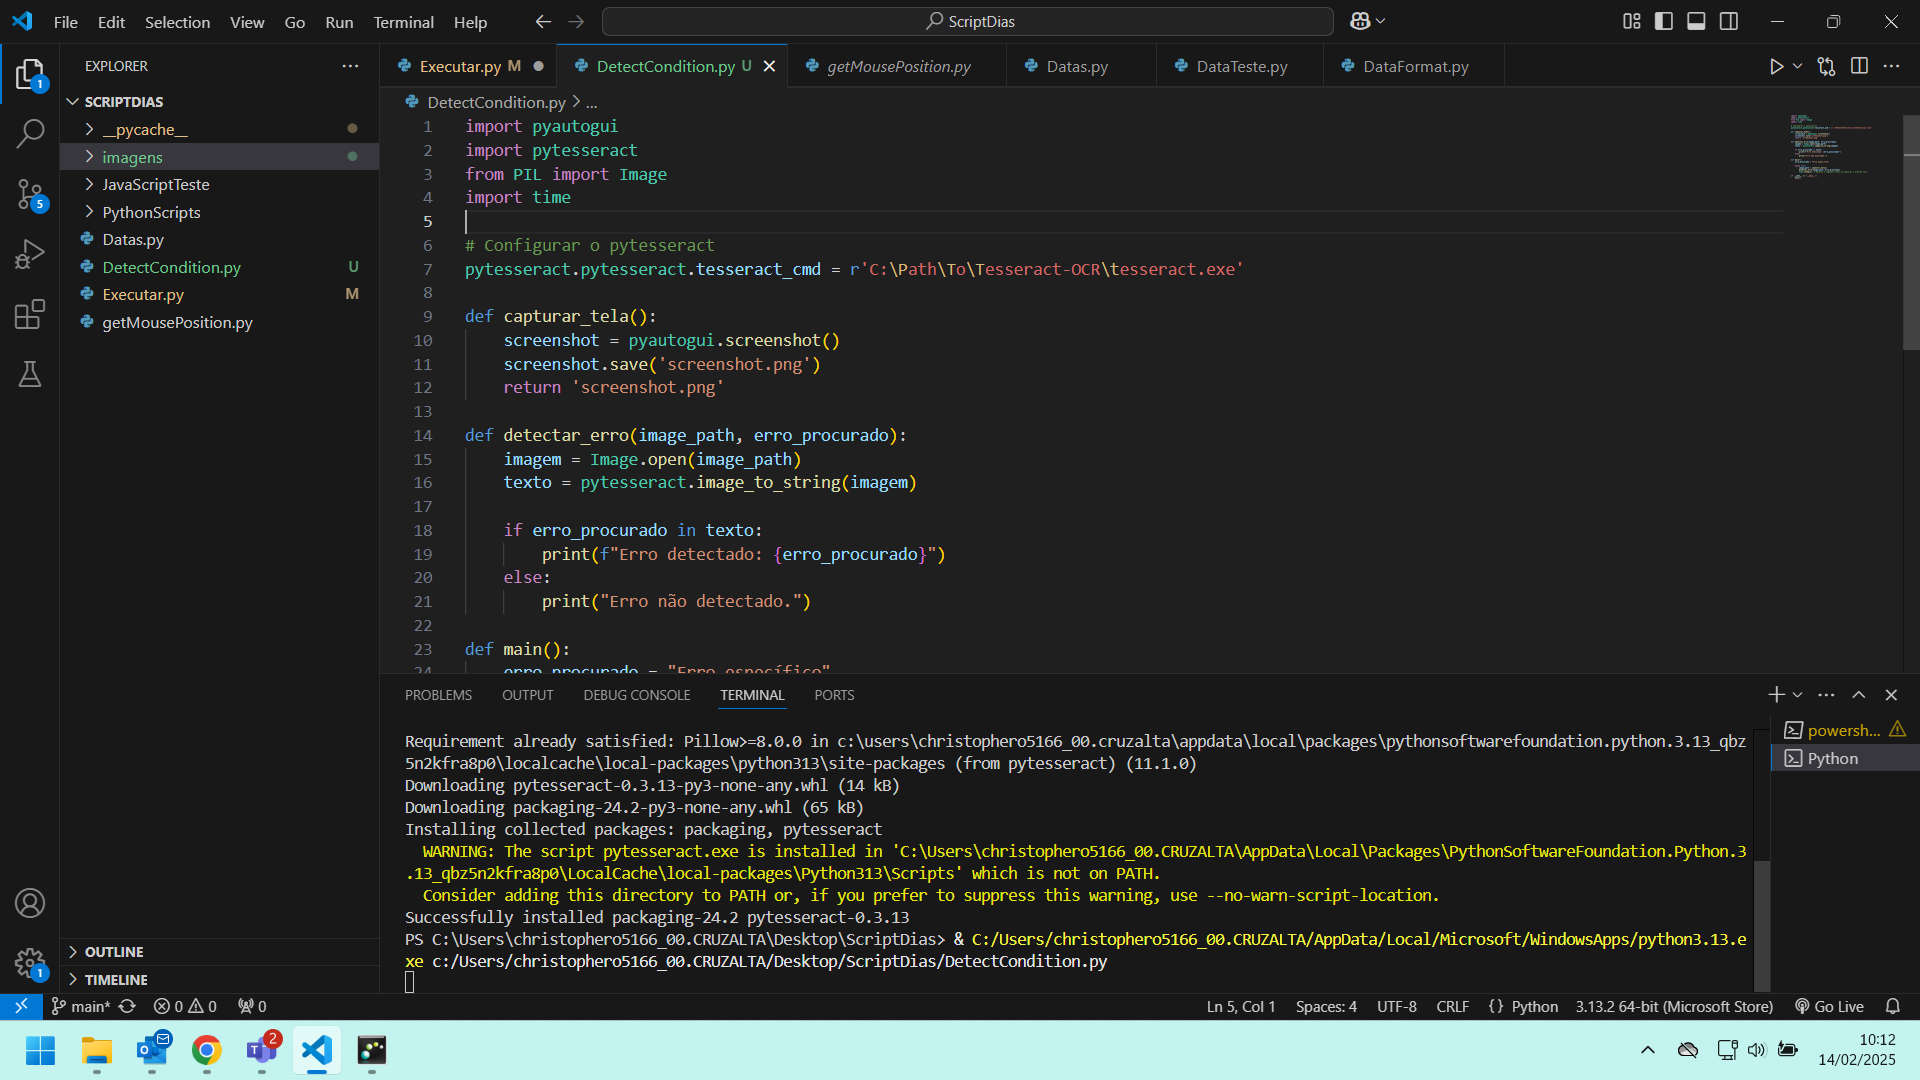 File Edit Selection View Go Run Terminal Help
ScriptDias
EXPLORER
SCRIPTDIAS
__pycache__
imagens
JavaScriptTeste
PythonScripts
Datas.py
DetectCondition.py U
Executar.py M
getMousePosition.py
OUTLINE
TIMELINE
1
5
1
Executar.py M
DetectCondition.py U
getMousePosition.py
Datas.py
DataTeste.py
DataFormat.py
DetectCondition.py > ...
1 import pyautogui
2 import pytesseract
3 from PIL import Image
4 import time
5
6 # Configurar o pytesseract
7 pytesseract.pytesseract.tesseract_cmd = r'C:\Path\To\Tesseract-OCR\tesseract.exe'
8
9 def capturar_tela():
10 screenshot = pyautogui.screenshot()
11 screenshot.save('screenshot.png')
12 return 'screenshot.png'
13
14 def detectar_erro(image_path, erro_procurado):
15 imagem = Image.open(image_path)
16 texto = pytesseract.image_to_string(imagem)
17
18 if erro_procurado in texto:
19 print(f"Erro detectado: {erro_procurado}")
20 else:
21 print("Erro não detectado.")
22
23 def main():
24 erro_procurado = "Erro específico"
PROBLEMS OUTPUT DEBUG CONSOLE TERMINAL PORTS
Requirement already satisfied: Pillow>=8.0.0 in c:\users\christophero5166_00.cruzalta\appdata\local\packages\pythonsoftwarefoundation.python.3.13_qbz
5n2kfra8p0\localcache\local-packages\python313\site-packages (from pytesseract) (11.1.0)
Downloading pytesseract-0.3.13-py3-none-any.whl (14 kB)
Downloading packaging-24.2-py3-none-any.whl (65 kB)
Installing collected packages: packaging, pytesseract
WARNING: The script pytesseract.exe is installed in 'C:\Users\christophero5166_00.CRUZALTA\AppData\Local\Packages\PythonSoftwareFoundation.Python.3
.13_qbz5n2kfra8p0\LocalCache\local-packages\Python313\Scripts' which is not on PATH.
Consider adding this directory to PATH or, if you prefer to suppress this warning, use --no-warn-script-location.
Successfully installed packaging-24.2 pytesseract-0.3.13
PS C:\Users\christophero5166_00.CRUZALTA\Desktop\ScriptDias> & C:/Users/christophero5166_00.CRUZALTA/AppData/Local/Microsoft/WindowsApps/python3.13.e
xe c:/Users/christophero5166_00.CRUZALTA/Desktop/ScriptDias/DetectCondition.py
powersh...
Python
main* 0 0 0
Ln 5, Col 1 Spaces: 4 UTF-8 CRLF {} Python 3.13.2 64-bit (Microsoft Store) Go Live
2
10:12
14/02/2025